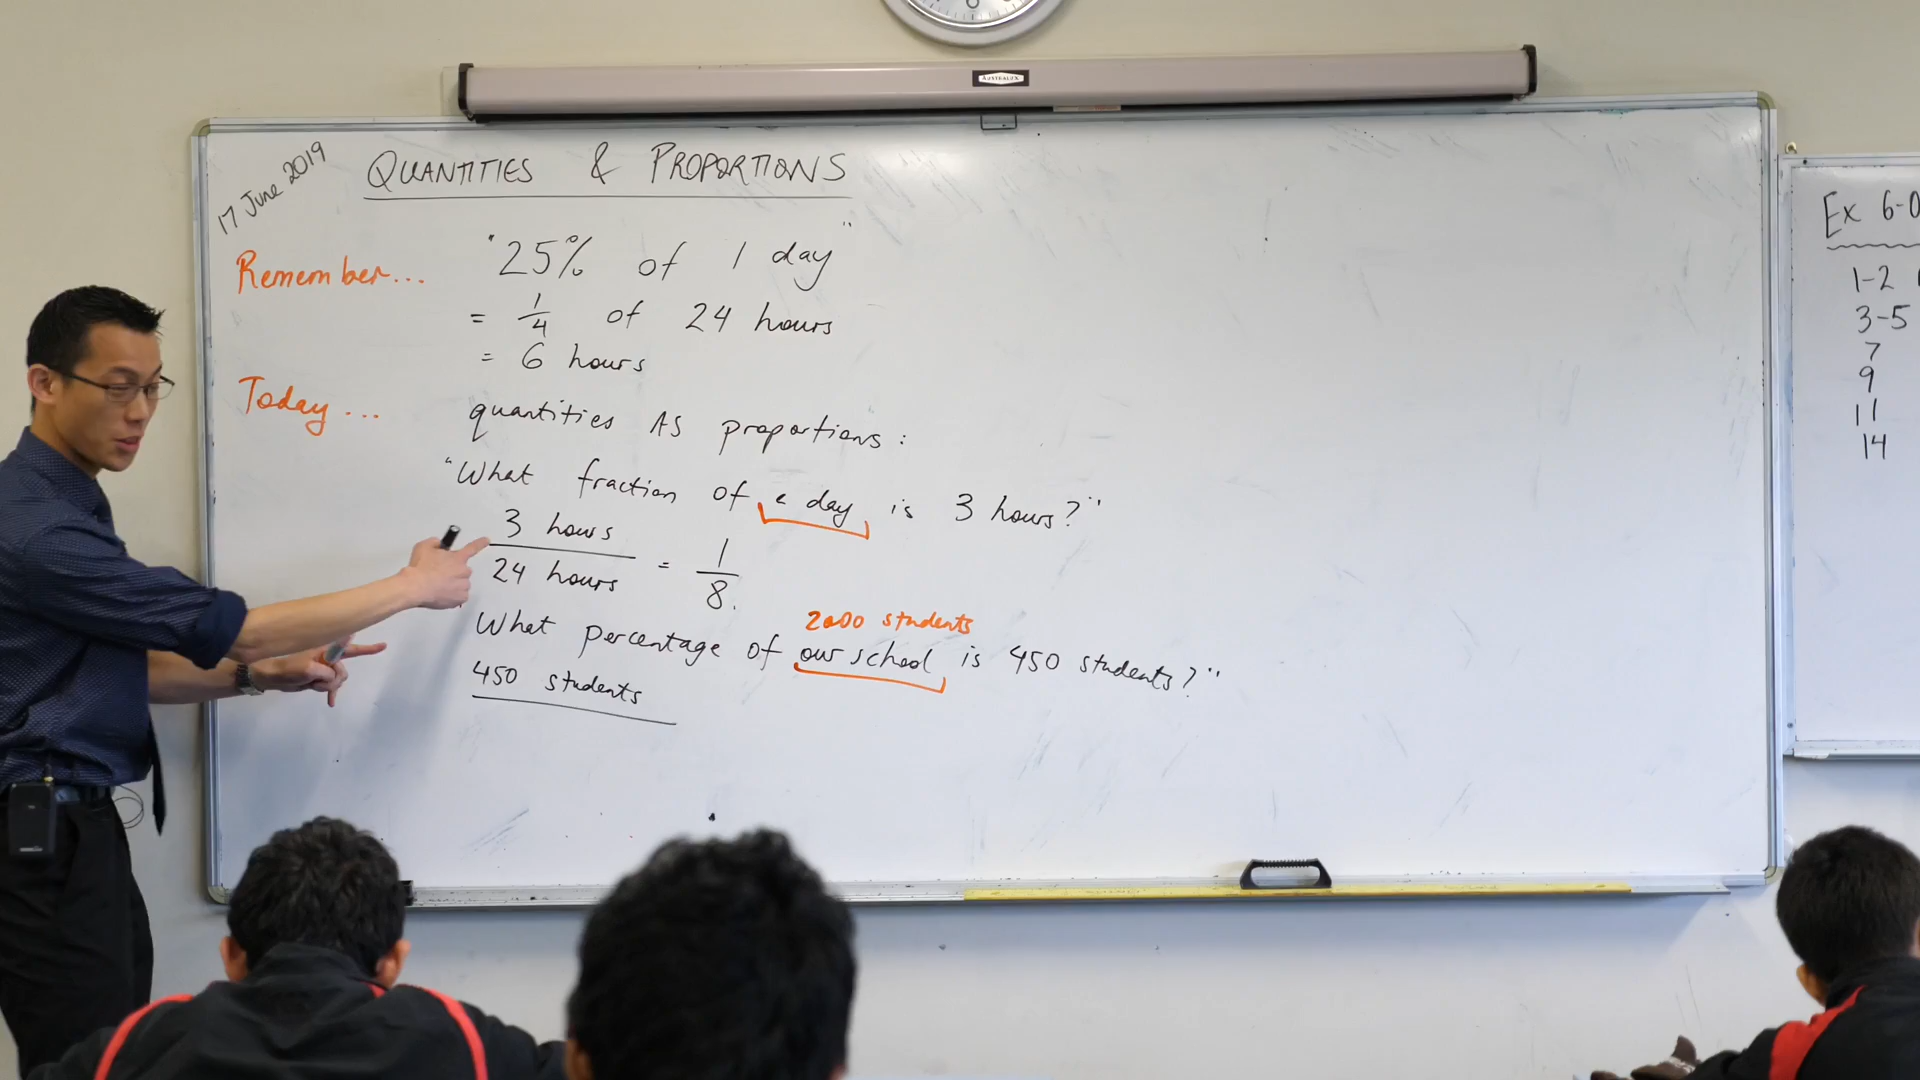 17 June 2019
QUANTITIES & PROPORTIONS
Remember...
"25% of 1 day"
= 1/4 of 24 hours
= 6 hours
Today...
quantities AS proportions:
"What fraction of a day is 3 hours?"
3 hours
24 hours
= 1/8.
2000 students
What percentage of our school is 450 students?"
450 students
Ex 6-0
1-2
3-5
7
9
11
14